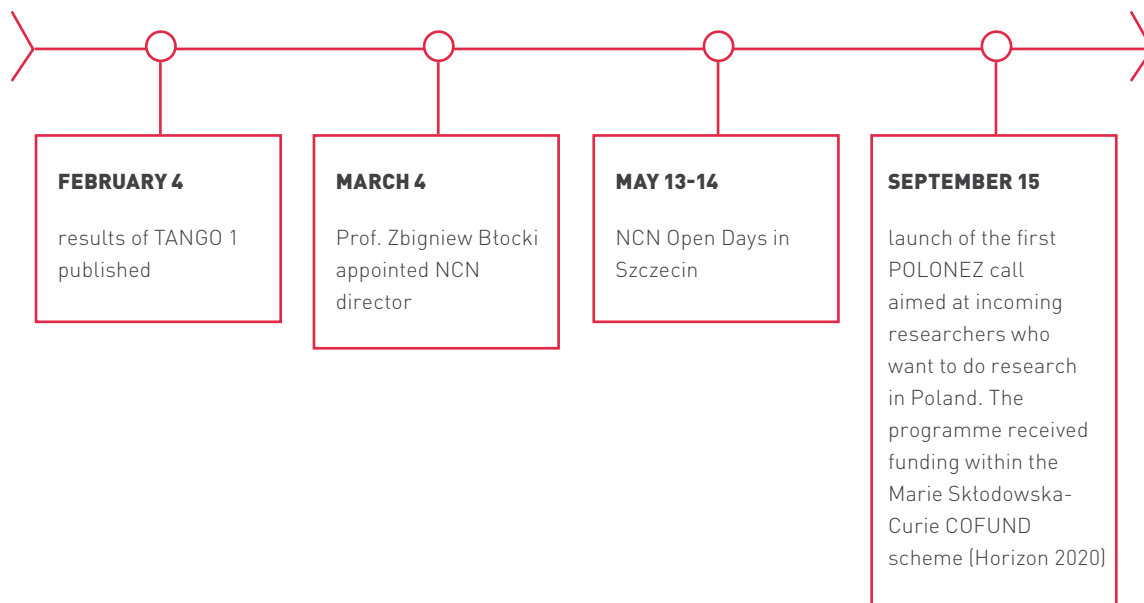 FEBRUARY 4
results of TANGO 1
published
MARCH 4
Prof. Zbigniew Błocki
appointed NCN
director
MAY 13-14
NCN Open Days in
Szczecin
SEPTEMBER 15
launch of the first
POLONEZ call
aimed at incoming
researchers who
want to do research
in Poland. The
programme received
funding within the
Marie Skłodowska-
Curie COFUND
scheme (Horizon 2020)